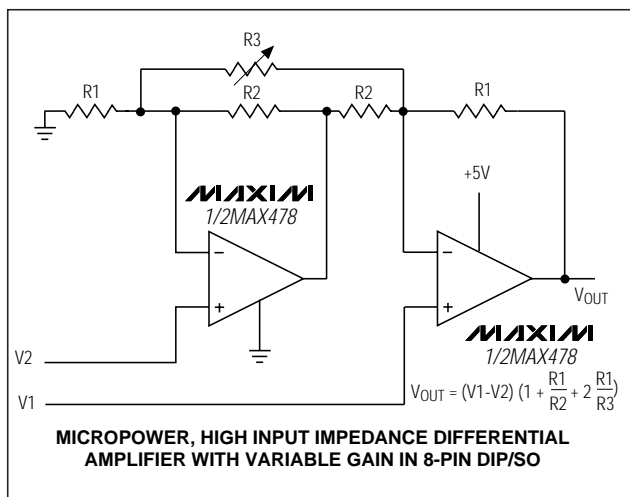 R3
R1
R2
R2
R1
+5V
MAXIM
1/2MAX478
−
+
−
+
VOUT
V2
MAXIM
1/2MAX478
V1
VOUT = (V1-V2) (1 + R1/R2 + 2 R1/R3)
MICROPOWER, HIGH INPUT IMPEDANCE DIFFERENTIAL
AMPLIFIER WITH VARIABLE GAIN IN 8-PIN DIP/SO